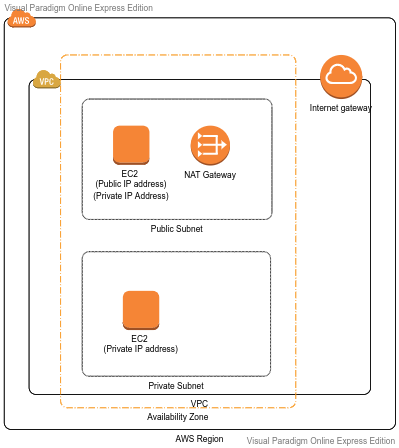 Visual Paradigm Online Express Edition
AWS
VPC
Internet gateway
EC2
(Public IP address)
(Private IP Address)
NAT Gateway
Public Subnet
EC2
(Private IP address)
Private Subnet
VPC
Availability Zone
AWS Region
Visual Paradigm Online Express Edition